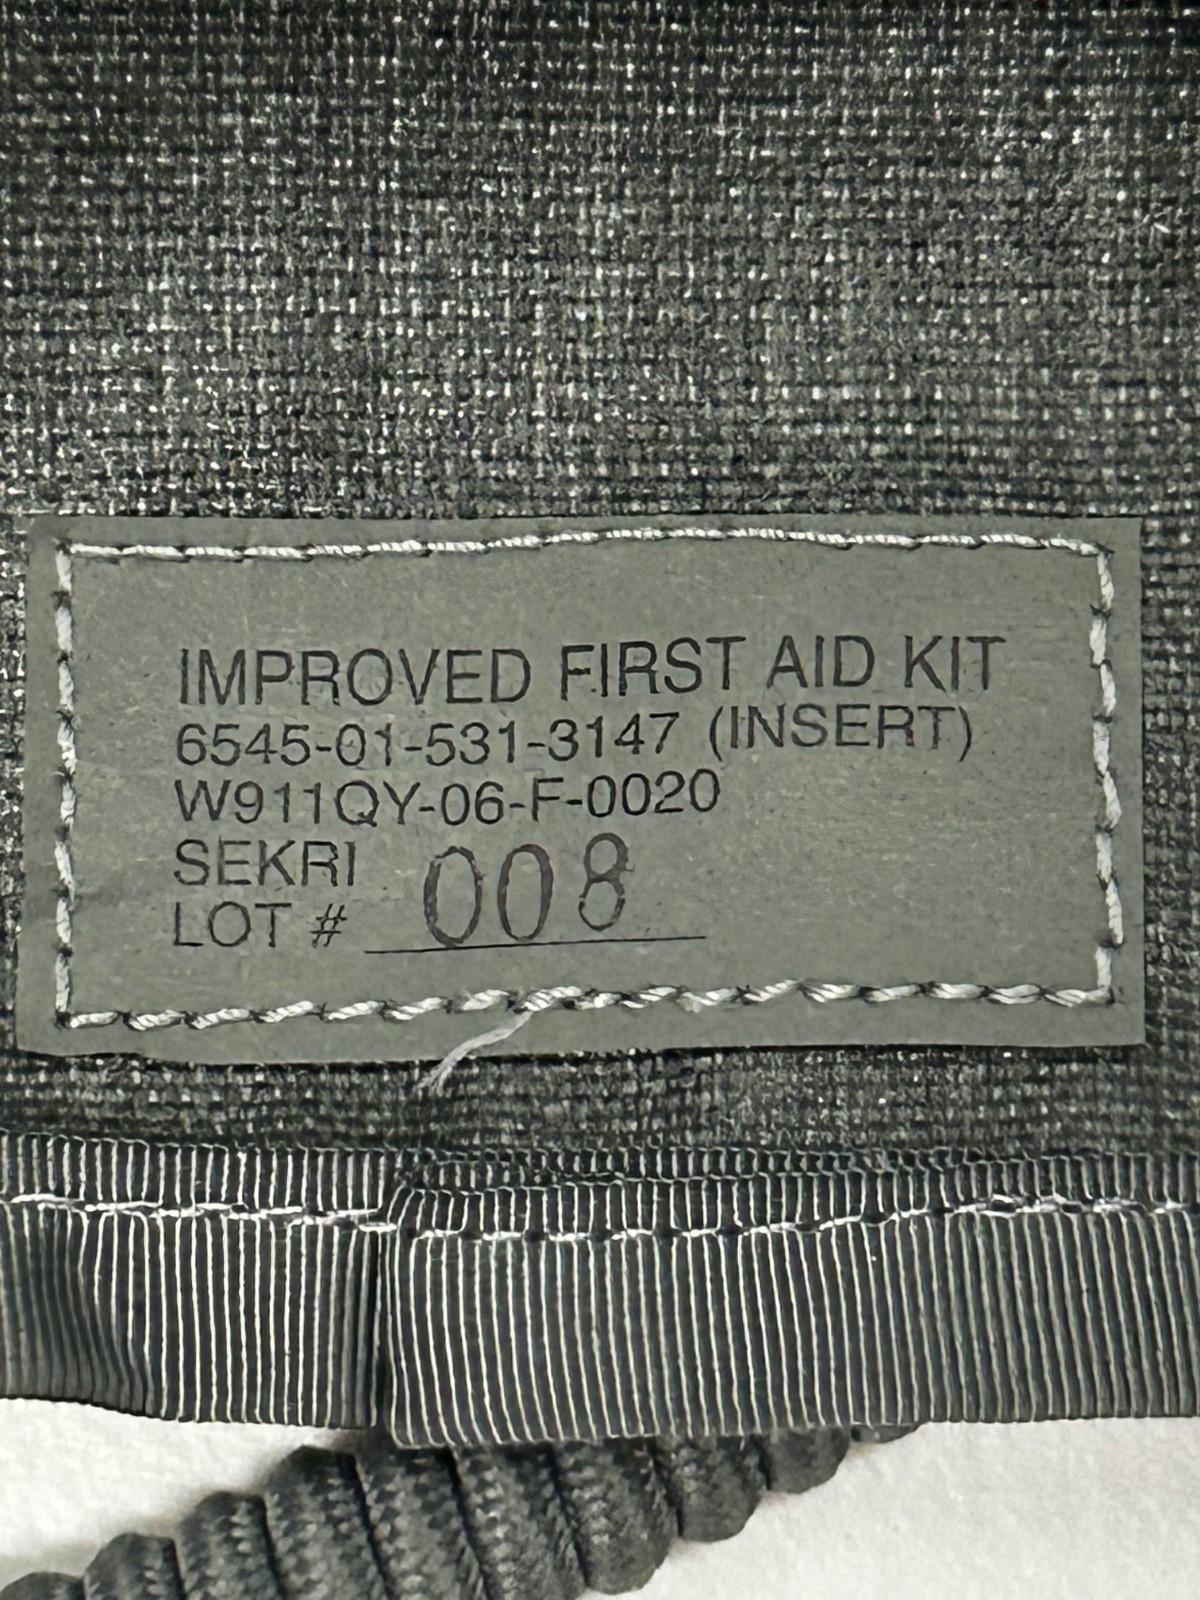 IMPROVED FIRST AID KIT
6545-01-531-3147 (INSERT)
W911QY-06-F-0020
SEKRI
LOT # 008